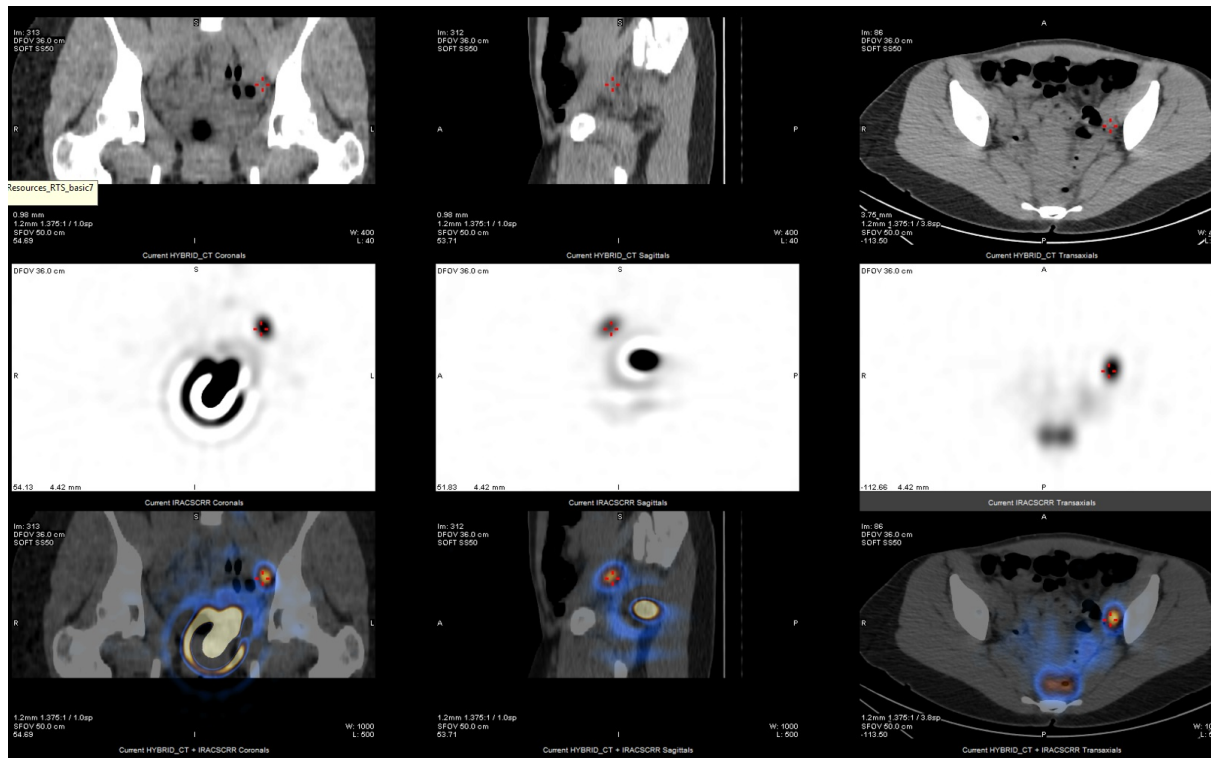 S
Im: 313
DFOV 36.0 cm
SOFT SS50
R
L
Resources_RTS_basic7
0.98 mm
1.2mm 1.375:1 / 1.0sp
SFOV 50.0 cm
54.69
I
W: 400
L: 40
Current HYBRID_CT Coronals
S
Im: 312
DFOV 36.0 cm
SOFT SS50
A
P
0.98 mm
1.2mm 1.375:1 / 1.0sp
SFOV 50.0 cm
53.71
I
W: 400
L: 40
Current HYBRID_CT Sagittals
A
Im: 86
DFOV 36.0 cm
SOFT SS50
R
3.75 mm
1.2mm 1.375:1 / 3.8sp
SFOV 50.0 cm
-113.50
P
W: 4
L:
Current HYBRID_CT Transaxials
DFOV 36.0 cm
S
R
L
54.13 4.42 mm
I
Current IRACSCRR Coronals
DFOV 36.0 cm
S
A
P
51.83 4.42 mm
I
Current IRACSCRR Sagittals
DFOV 36.0 cm
A
R
-112.66 4.42 mm
P
Current IRACSCRR Transaxials
S
Im: 313
DFOV 36.0 cm
SOFT SS50
R
L
1.2mm 1.375:1 / 1.0sp
SFOV 50.0 cm
54.69
I
W: 1000
L: 500
Current HYBRID_CT + IRACSCRR Coronals
S
Im: 312
DFOV 36.0 cm
SOFT SS50
A
P
1.2mm 1.375:1 / 1.0sp
SFOV 50.0 cm
53.71
I
W: 1000
L: 500
Current HYBRID_CT + IRACSCRR Sagittals
A
Im: 86
DFOV 36.0 cm
SOFT SS50
R
1.2mm 1.375:1 / 3.8sp
SFOV 50.0 cm
-113.50
P
W: 10
L: 5
Current HYBRID_CT + IRACSCRR Transaxials